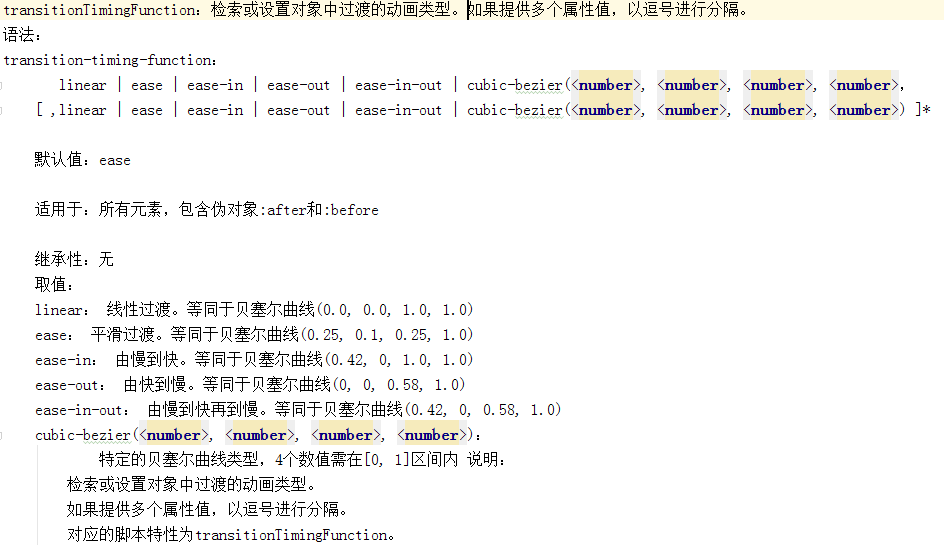 transitionTimingFunction: 检索或设置对象中过渡的动画类型。如果提供多个属性值，以逗号进行分隔。
语法：
transition-timing-function：
linear | ease | ease-in | ease-out | ease-in-out | cubic-bezier(<number>, <number>, <number>, <number>，
[ ,linear | ease | ease-in | ease-out | ease-in-out | cubic-bezier(<number>, <number>, <number>, <number>) ]*
默认值：ease
适用于：所有元素，包含伪对象:after和:before
继承性：无
取值：
linear： 线性过渡。等同于贝塞尔曲线(0.0, 0.0, 1.0, 1.0)
ease： 平滑过渡。等同于贝塞尔曲线(0.25, 0.1, 0.25, 1.0)
ease-in： 由慢到快。等同于贝塞尔曲线(0.42, 0, 1.0, 1.0)
ease-out： 由快到慢。等同于贝塞尔曲线(0, 0, 0.58, 1.0)
ease-in-out： 由慢到快再到慢。等同于贝塞尔曲线(0.42, 0, 0.58, 1.0)
cubic-bezier(<number>, <number>, <number>, <number>)：
特定的贝塞尔曲线类型，4个数值需在[0, 1]区间内 说明：
检索或设置对象中过渡的动画类型。
如果提供多个属性值，以逗号进行分隔。
对应的脚本特性为transitionTimingFunction。